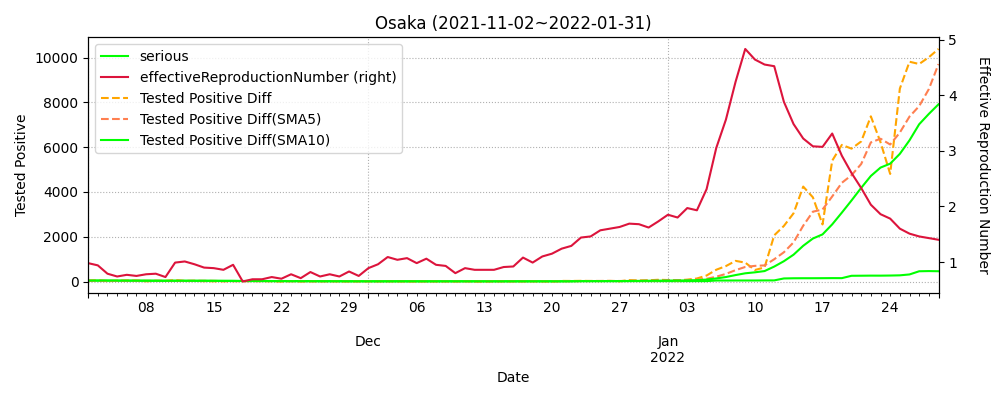 Osaka (2021-11-02~2022-01-31)
serious
effectiveReproductionNumber (right)
Tested Positive Diff
Tested Positive Diff(SMA5)
Tested Positive Diff(SMA10)
Tested Positive
10000
8000
6000
4000
2000
0
5
4
3
2
1
Effective Reproduction Number
08 15 22 29 06 13 20 27 03 10 17 24
Dec Jan
2022
Date